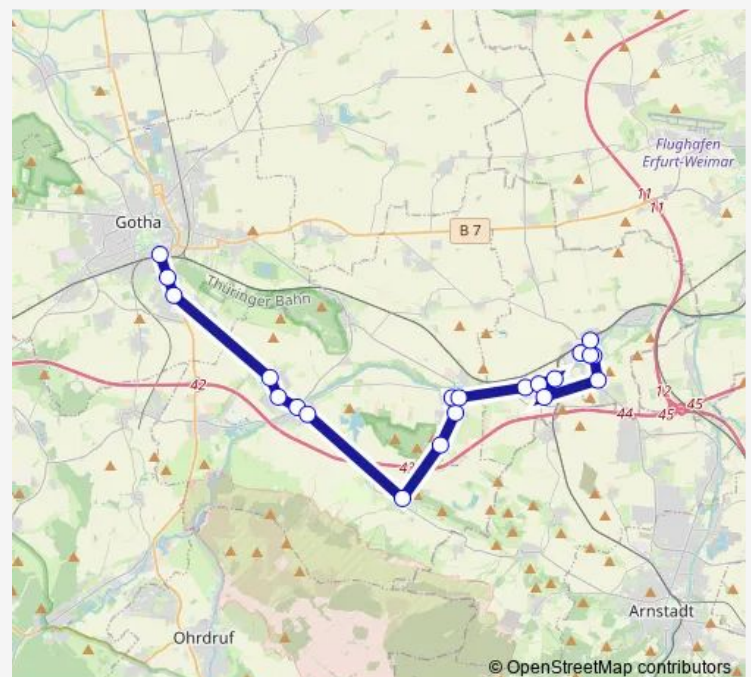 Flughafen
Erfurt-Weimar
11
11
Gotha
B 7
Thüringer Bahn
42
12
45
44
45
42
Arnstadt
Ohrdruf
© OpenStreetMap contributors